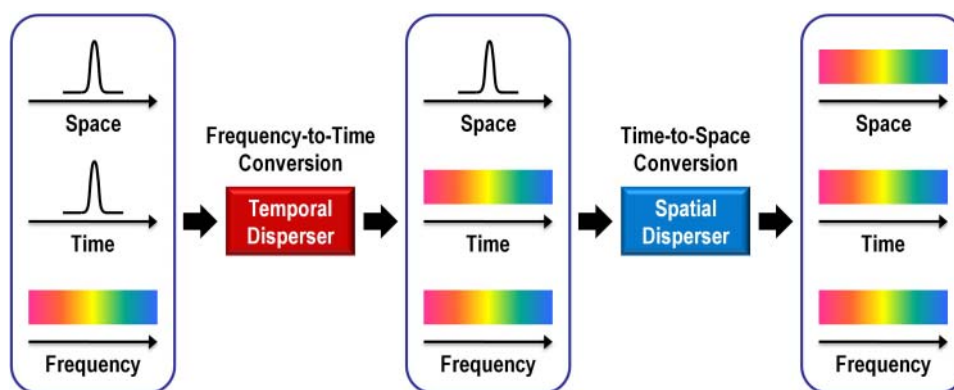 Space
Time
Frequency
Frequency-to-Time
Conversion
Temporal
Disperser
Space
Time
Frequency
Time-to-Space
Conversion
Spatial
Disperser
Space
Time
Frequency